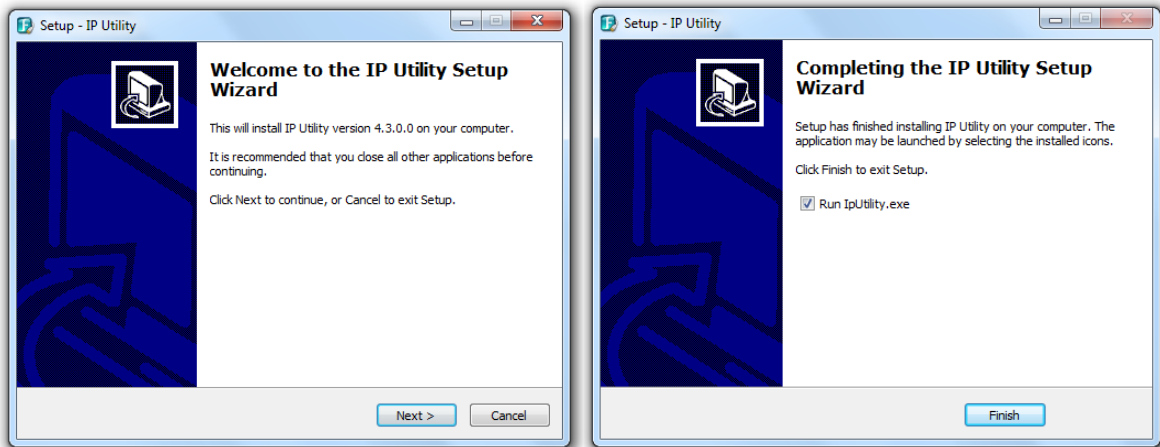 Setup - IP Utility
Welcome to the IP Utility Setup
Wizard
This will install IP Utility version 4.3.0.0 on your computer.
It is recommended that you close all other applications before
continuing.
Click Next to continue, or Cancel to exit Setup.
Next >
Cancel
Setup - IP Utility
Completing the IP Utility Setup
Wizard
Setup has finished installing IP Utility on your computer. The
application may be launched by selecting the installed icons.
Click Finish to exit Setup.
Run IpUtility.exe
Finish